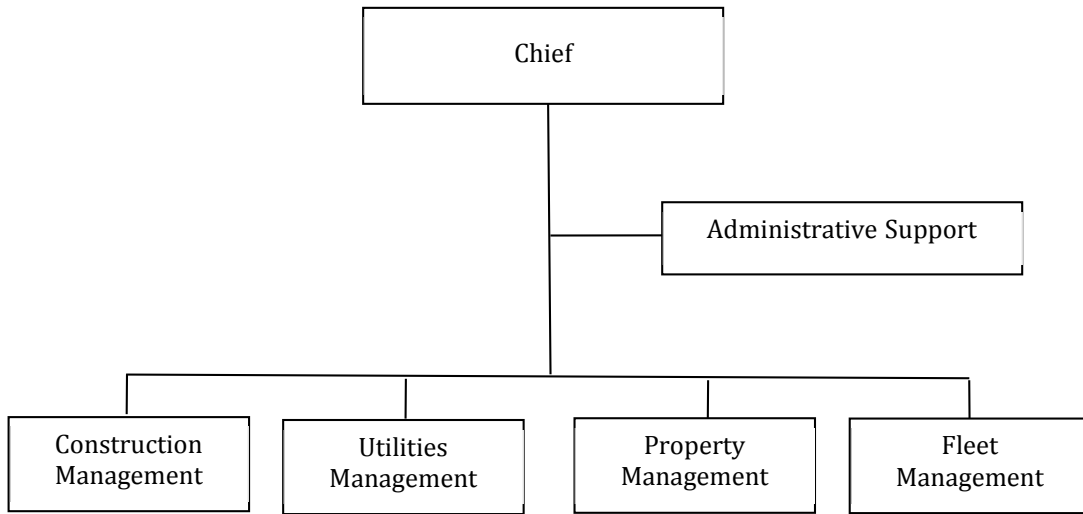 Chief
Administrative Support
Construction
Management
Utilities
Management
Property
Management
Fleet
Management